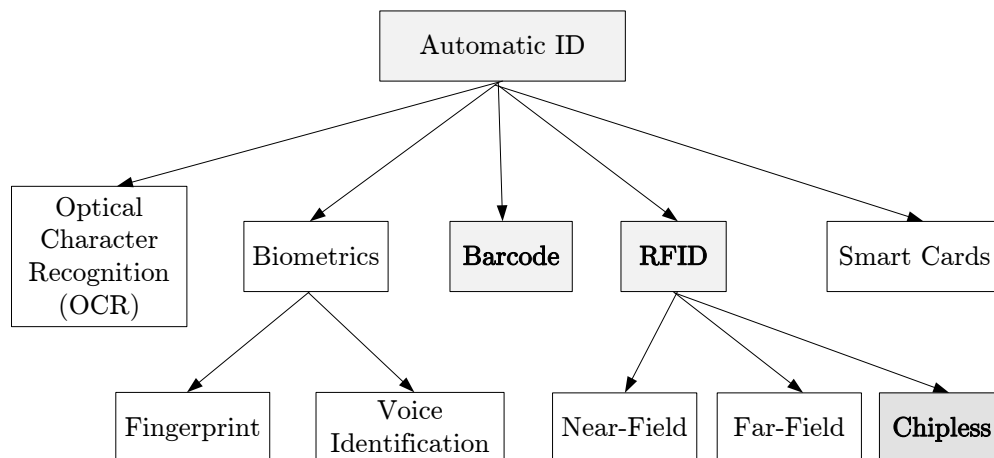 Automatic ID
Optical
Character
Recognition
(OCR)
Biometrics
Barcode
RFID
Smart Cards
Fingerprint
Voice
Identification
Near-Field
Far-Field
Chipless